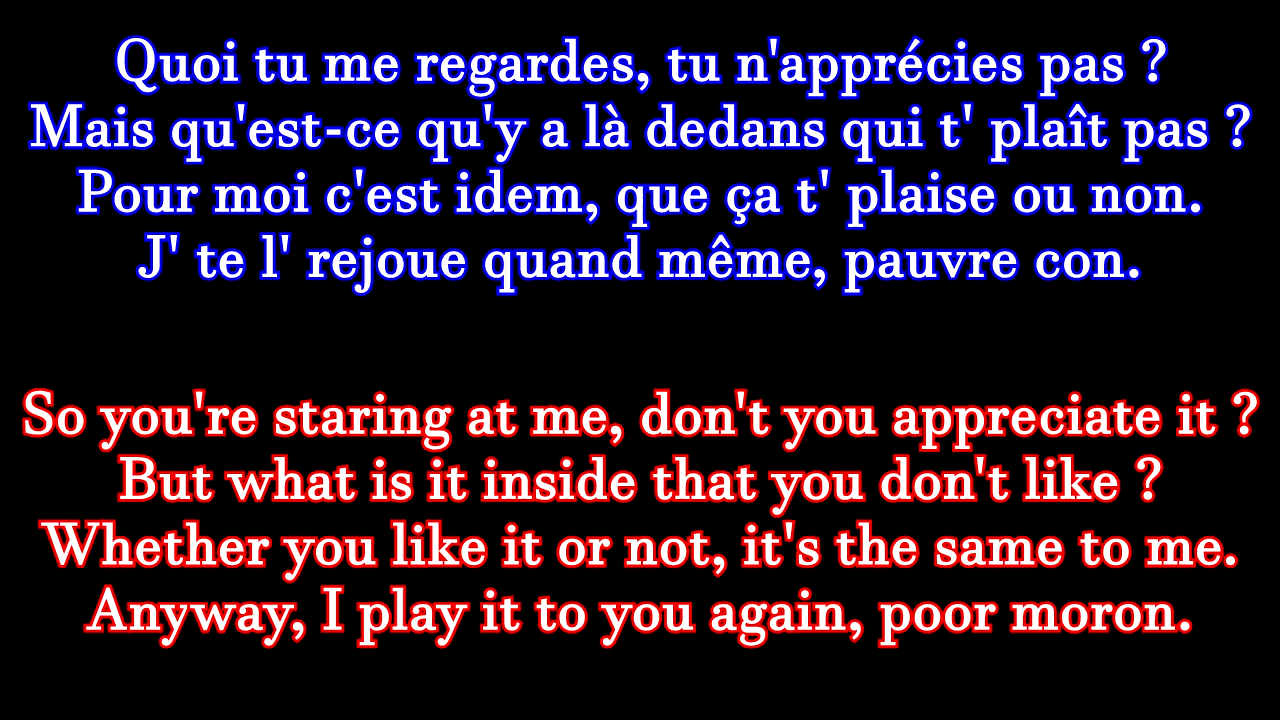 Quoi tu me regardes, tu n'apprécies pas ?
Mais qu'est-ce qu'y a là dedans qui t' plaît pas ?
Pour moi c'est idem, que ça t' plaise ou non.
J' te l' rejoue quand même, pauvre con.
So you're staring at me, don't you appreciate it ?
But what is it inside that you don't like ?
Whether you like it or not, it's the same to me.
Anyway, I play it to you again, poor moron.